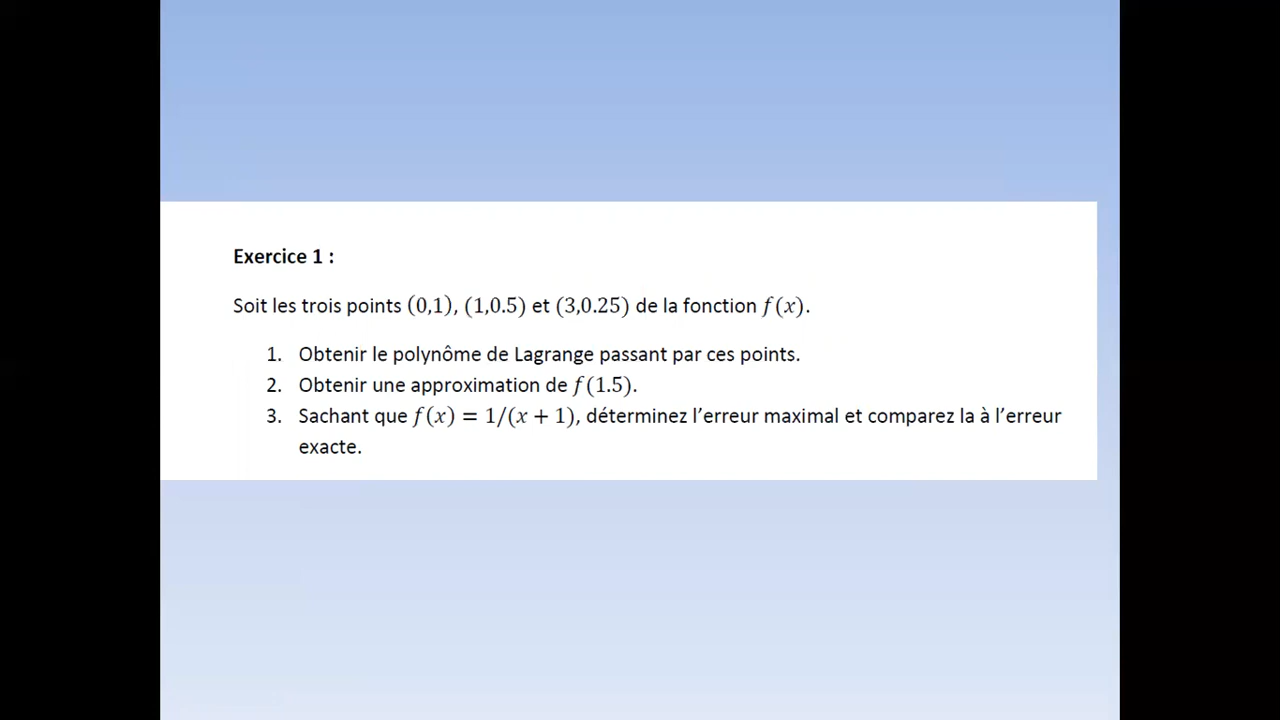 Exercice 1 :
Soit les trois points (0,1), (1,0.5) et (3,0.25) de la fonction f(x).
1. Obtenir le polynôme de Lagrange passant par ces points.
2. Obtenir une approximation de f(1.5).
3. Sachant que f(x) = 1/(x + 1), déterminez l’erreur maximal et comparez la à l’erreur
exacte.